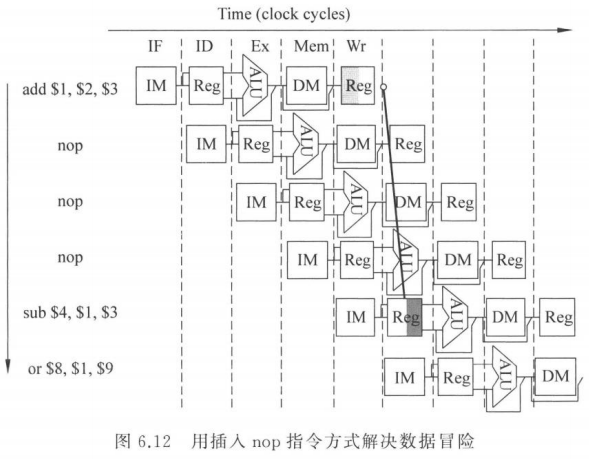 Time (clock cycles)
IF ID Ex Mem Wr
add $1, $2, $3 IM Reg ALU DM Reg
nop IM Reg ALU DM Reg
nop IM Reg ALU DM Reg
nop IM Reg ALU DM Reg
sub $4, $1, $3 IM Reg ALU DM Reg
or $8, $1, $9 IM Reg ALU DM
图 6.12 用插入 nop 指令方式解决数据冒险